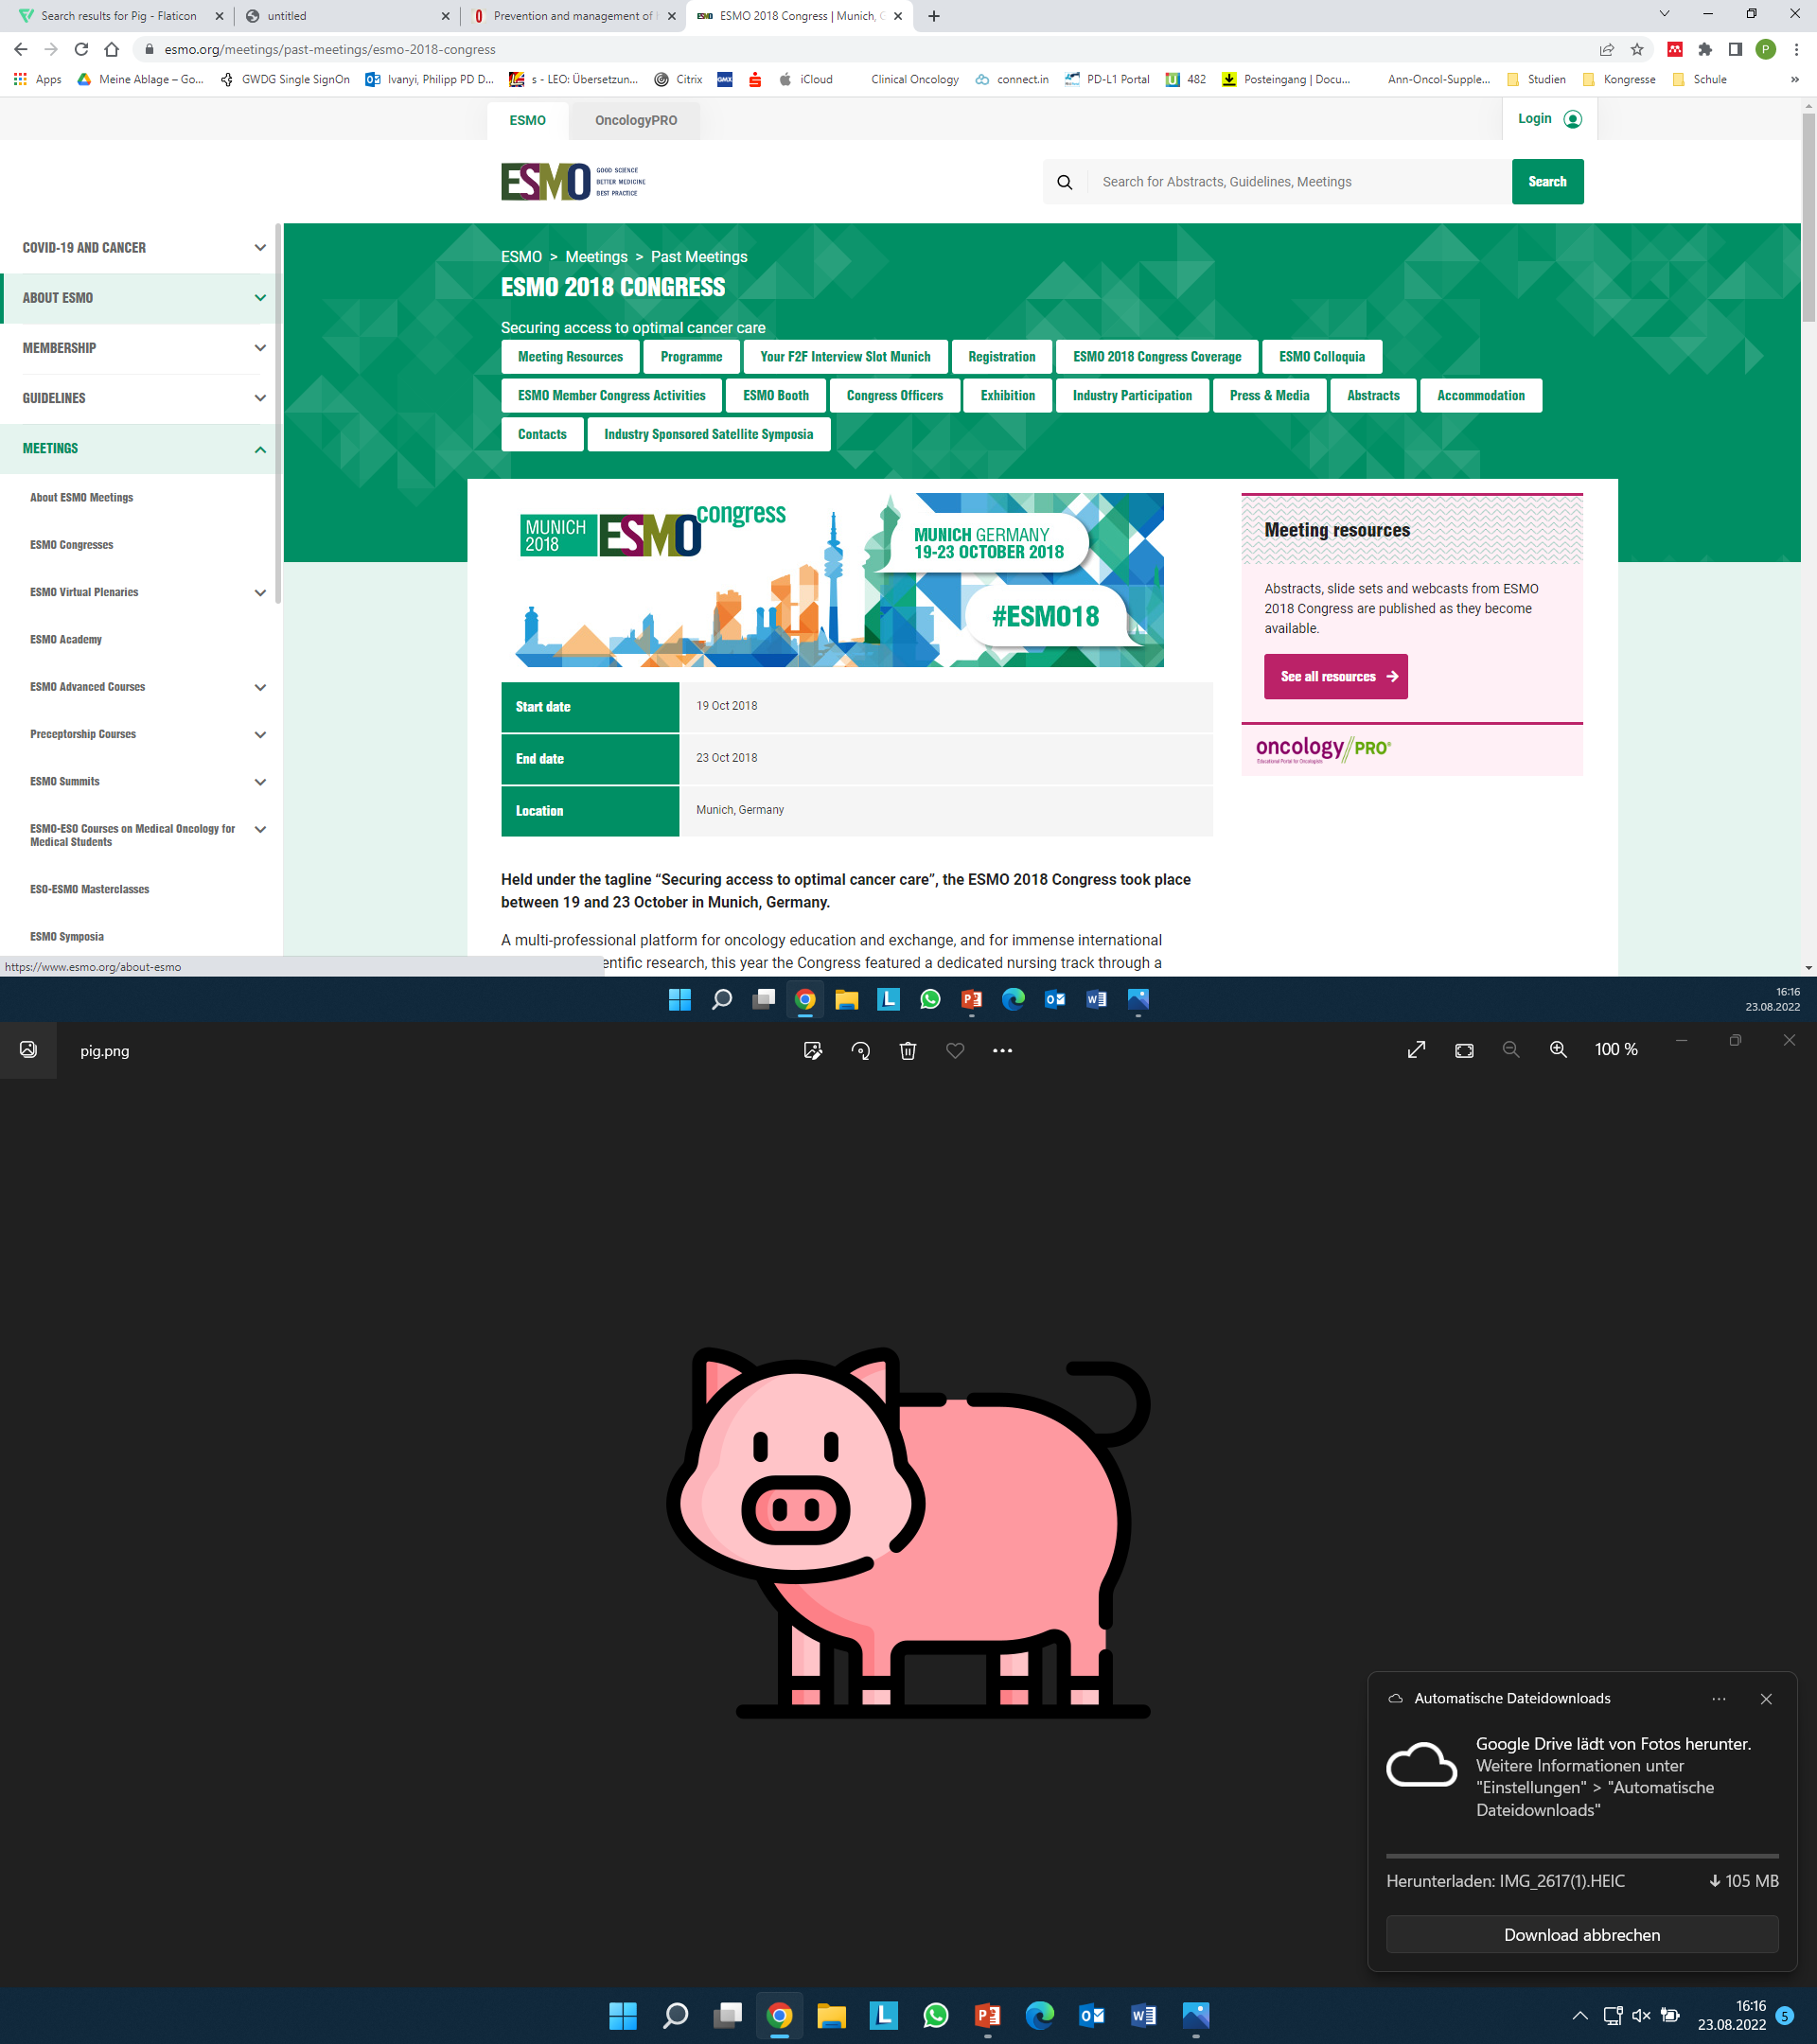 Search results for Pig - Flaticon
untitled
Prevention and management of
ESMO 2018 Congress | Munich,
esmo.org/meetings/past-meetings/esmo-2018-congress
P
Apps
Meine Ablage – Go...
GWDG Single SignOn
Ivanyi, Philipp PD D...
s - LEO: Übersetzun...
Citrix
GMX
iCloud
Clinical Oncology
connect.in
PD-L1 Portal
482
Posteingang | Docu...
Ann-Oncol-Supple...
Studien
Kongresse
Schule
»
ESMO
OncologyPRO
Login
ESMO
GOOD SCIENCE
BETTER MEDICINE
BEST PRACTICE
Search for Abstracts, Guidelines, Meetings
Search
COVID-19 AND CANCER
ABOUT ESMO
MEMBERSHIP
GUIDELINES
MEETINGS
About ESMO Meetings
ESMO Congresses
ESMO Virtual Plenaries
ESMO Academy
ESMO Advanced Courses
Preceptorship Courses
ESMO Summits
ESMO-ESO Courses on Medical Oncology for
Medical Students
ESO-ESMO Masterclasses
ESMO Symposia
https://www.esmo.org/about-esmo
ESMO > Meetings > Past Meetings
ESMO 2018 CONGRESS
Securing access to optimal cancer care
Meeting Resources
Programme
Your F2F Interview Slot Munich
Registration
ESMO 2018 Congress Coverage
ESMO Colloquia
ESMO Member Congress Activities
ESMO Booth
Congress Officers
Exhibition
Industry Participation
Press & Media
Abstracts
Accommodation
Contacts
Industry Sponsored Satellite Symposia
MUNICH
2018
ESMO
congress
MUNICH GERMANY
19-23 OCTOBER 2018
#ESMO18
Start date
19 Oct 2018
End date
23 Oct 2018
Location
Munich, Germany
Held under the tagline “Securing access to optimal cancer care”, the ESMO 2018 Congress took place
between 19 and 23 October in Munich, Germany.
A multi-professional platform for oncology education and exchange, and for immense international
entific research, this year the Congress featured a dedicated nursing track through a
Meeting resources
Abstracts, slide sets and webcasts from ESMO
2018 Congress are published as they become
available.
See all resources
oncology//PRO®
Educational Portal for Oncologists
16:16
23.08.2022
pig.png
100 %
Automatische Dateidownloads
Google Drive lädt von Fotos herunter.
Weitere Informationen unter
"Einstellungen" > "Automatische
Dateidownloads"
Herunterladen: IMG_2617(1).HEIC
105 MB
Download abbrechen
16:16
23.08.2022
5